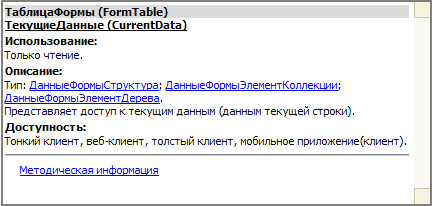 ТаблицаФормы (FormTable)
ТекущиеДанные (CurrentData)
Использование:
Только чтение.
Описание:
Тип: ДанныеФормыСтруктура; ДанныеФормыЭлементКоллекции;
ДанныеФормыЭлементДерева.
Представляет доступ к текущим данным (данным текущей строки).
Доступность:
Тонкий клиент, веб-клиент, толстый клиент, мобильное приложение(клиент).
Методическая информация